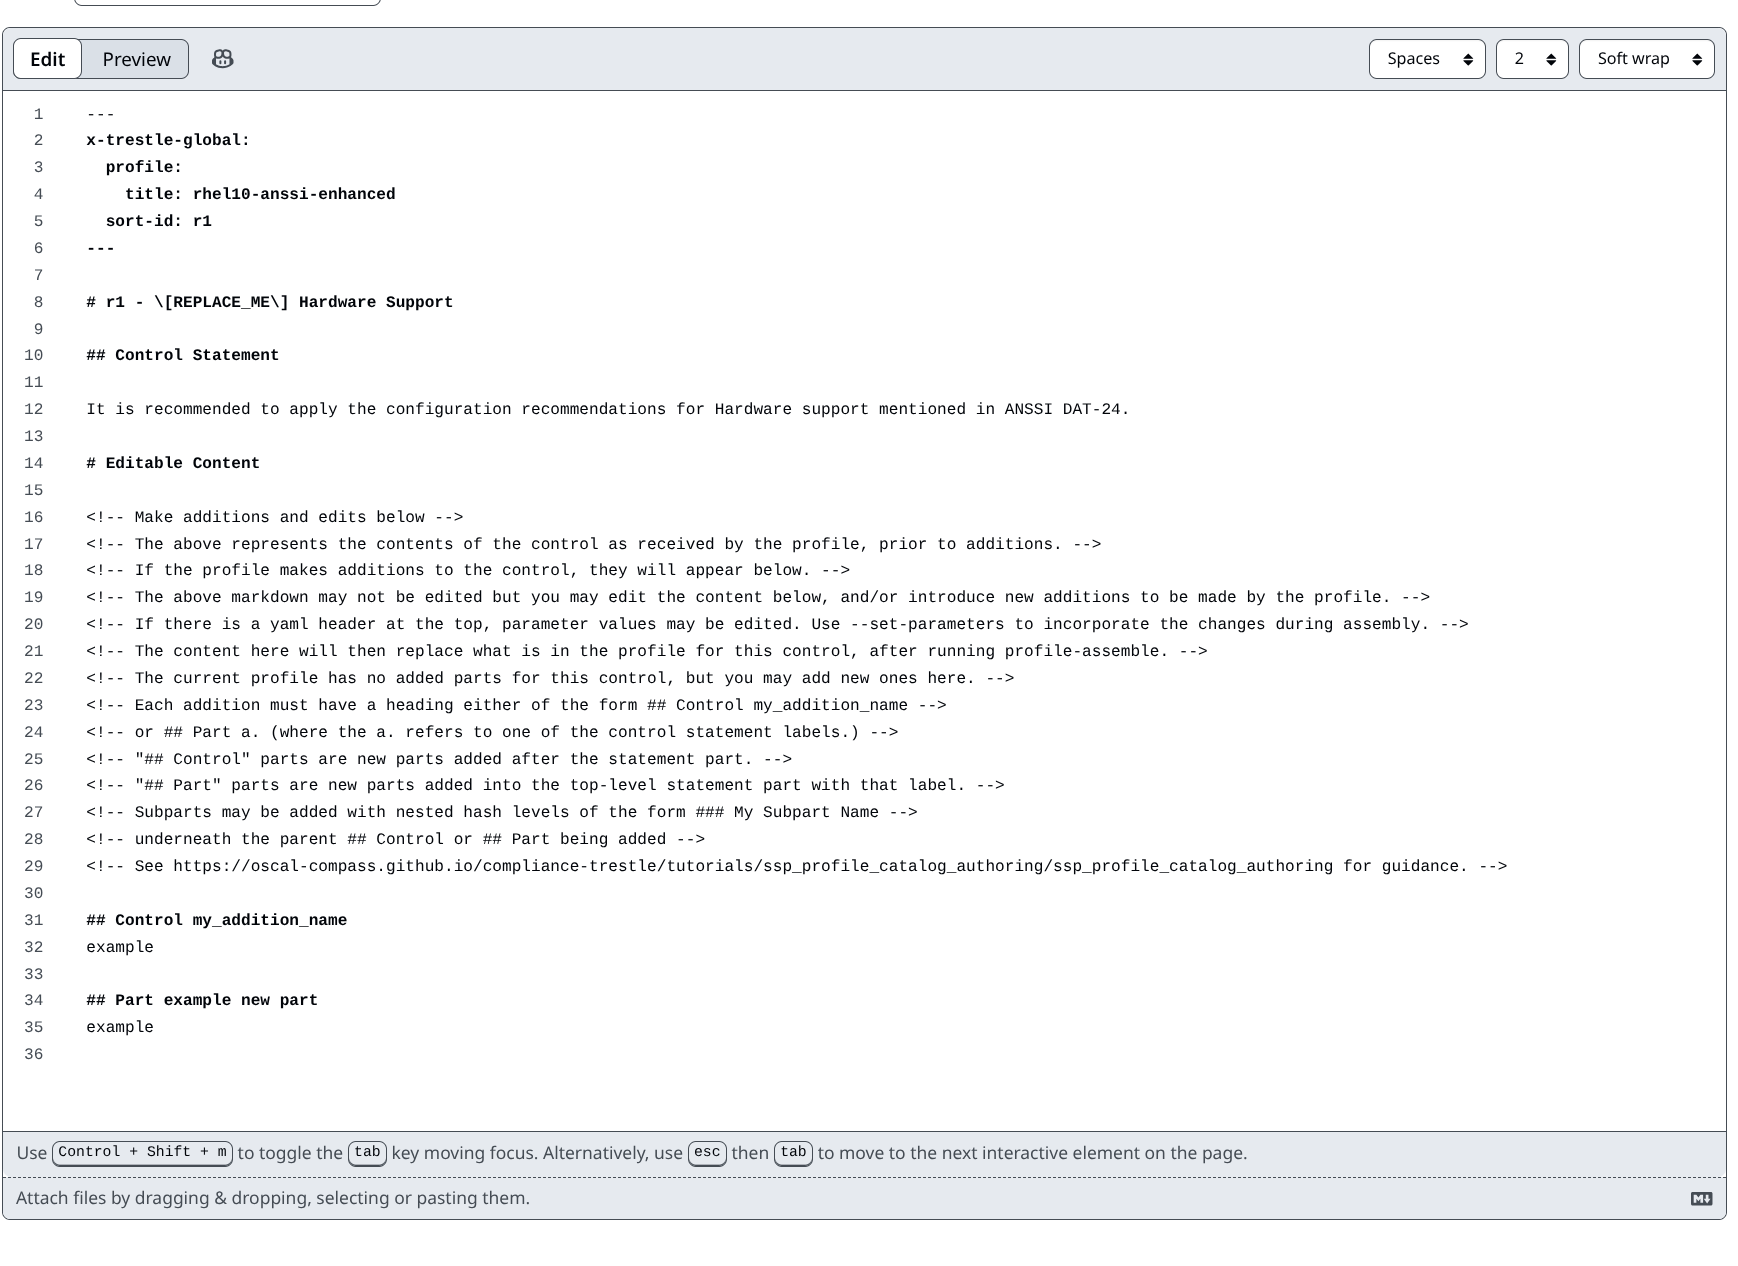 Edit Preview Spaces 2 Soft wrap
1 ---
2 x-trestle-global:
3   profile:
4     title: rhel10-anssi-enhanced
5   sort-id: r1
6 ---
7
8 # r1 - \[REPLACE_ME\] Hardware Support
9
10 ## Control Statement
11
12 It is recommended to apply the configuration recommendations for Hardware support mentioned in ANSSI DAT-24.
13
14 # Editable Content
15
16 <!-- Make additions and edits below -->
17 <!-- The above represents the contents of the control as received by the profile, prior to additions. -->
18 <!-- If the profile makes additions to the control, they will appear below. -->
19 <!-- The above markdown may not be edited but you may edit the content below, and/or introduce new additions to be made by the profile. -->
20 <!-- If there is a yaml header at the top, parameter values may be edited. Use --set-parameters to incorporate the changes during assembly. -->
21 <!-- The content here will then replace what is in the profile for this control, after running profile-assemble. -->
22 <!-- The current profile has no added parts for this control, but you may add new ones here. -->
23 <!-- Each addition must have a heading either of the form ## Control my_addition_name -->
24 <!-- or ## Part a. (where the a. refers to one of the control statement labels.) -->
25 <!-- "## Control" parts are new parts added after the statement part. -->
26 <!-- "## Part" parts are new parts added into the top-level statement part with that label. -->
27 <!-- Subparts may be added with nested hash levels of the form ### My Subpart Name -->
28 <!-- underneath the parent ## Control or ## Part being added -->
29 <!-- See https://oscal-compass.github.io/compliance-trestle/tutorials/ssp_profile_catalog_authoring/ssp_profile_catalog_authoring for guidance. -->
30
31 ## Control my_addition_name
32 example
33
34 ## Part example new part
35 example
36
Use Control + Shift + m to toggle the tab key moving focus. Alternatively, use esc then tab to move to the next interactive element on the page.
Attach files by dragging & dropping, selecting or pasting them.